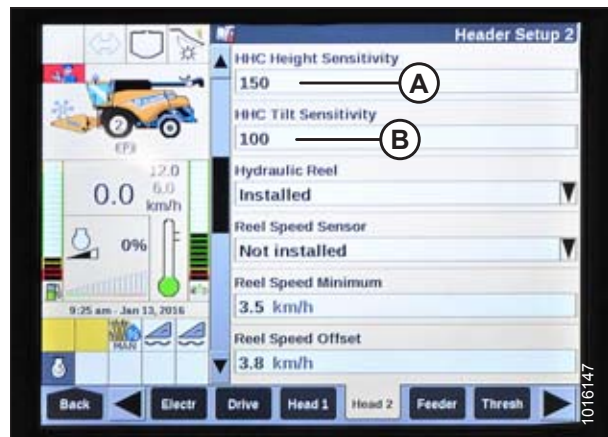 Header Setup 2
HHC Height Sensitivity
150
A
HHC Tilt Sensitivity
100
B
Hydraulic Reel
Installed
Reel Speed Sensor
Not installed
Reel Speed Minimum
3.5 km/h
Reel Speed Offset
3.8 km/h
2
12.0
0.0
6.0
km/h
0%
9:25 am - Jan 13, 2016
MAN
Back
Electr
Drive
Head 1
Head 2
Feeder
Thresh
1016147